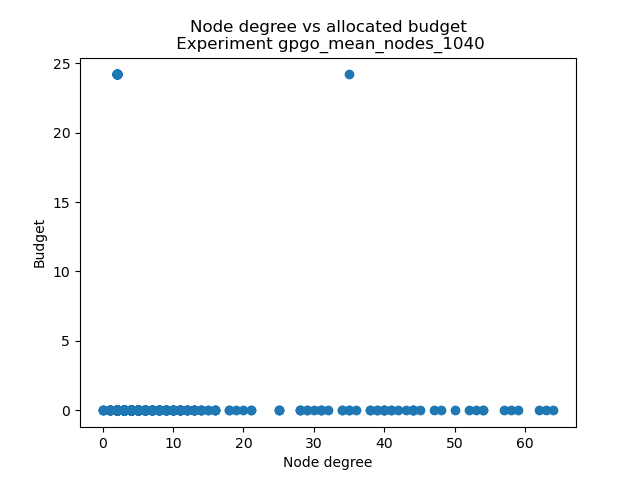 Node degree vs allocated budget
Experiment gpgo_mean_nodes_1040
25
20
15
10
5
0
Budget
0 10 20 30 40 50 60
Node degree